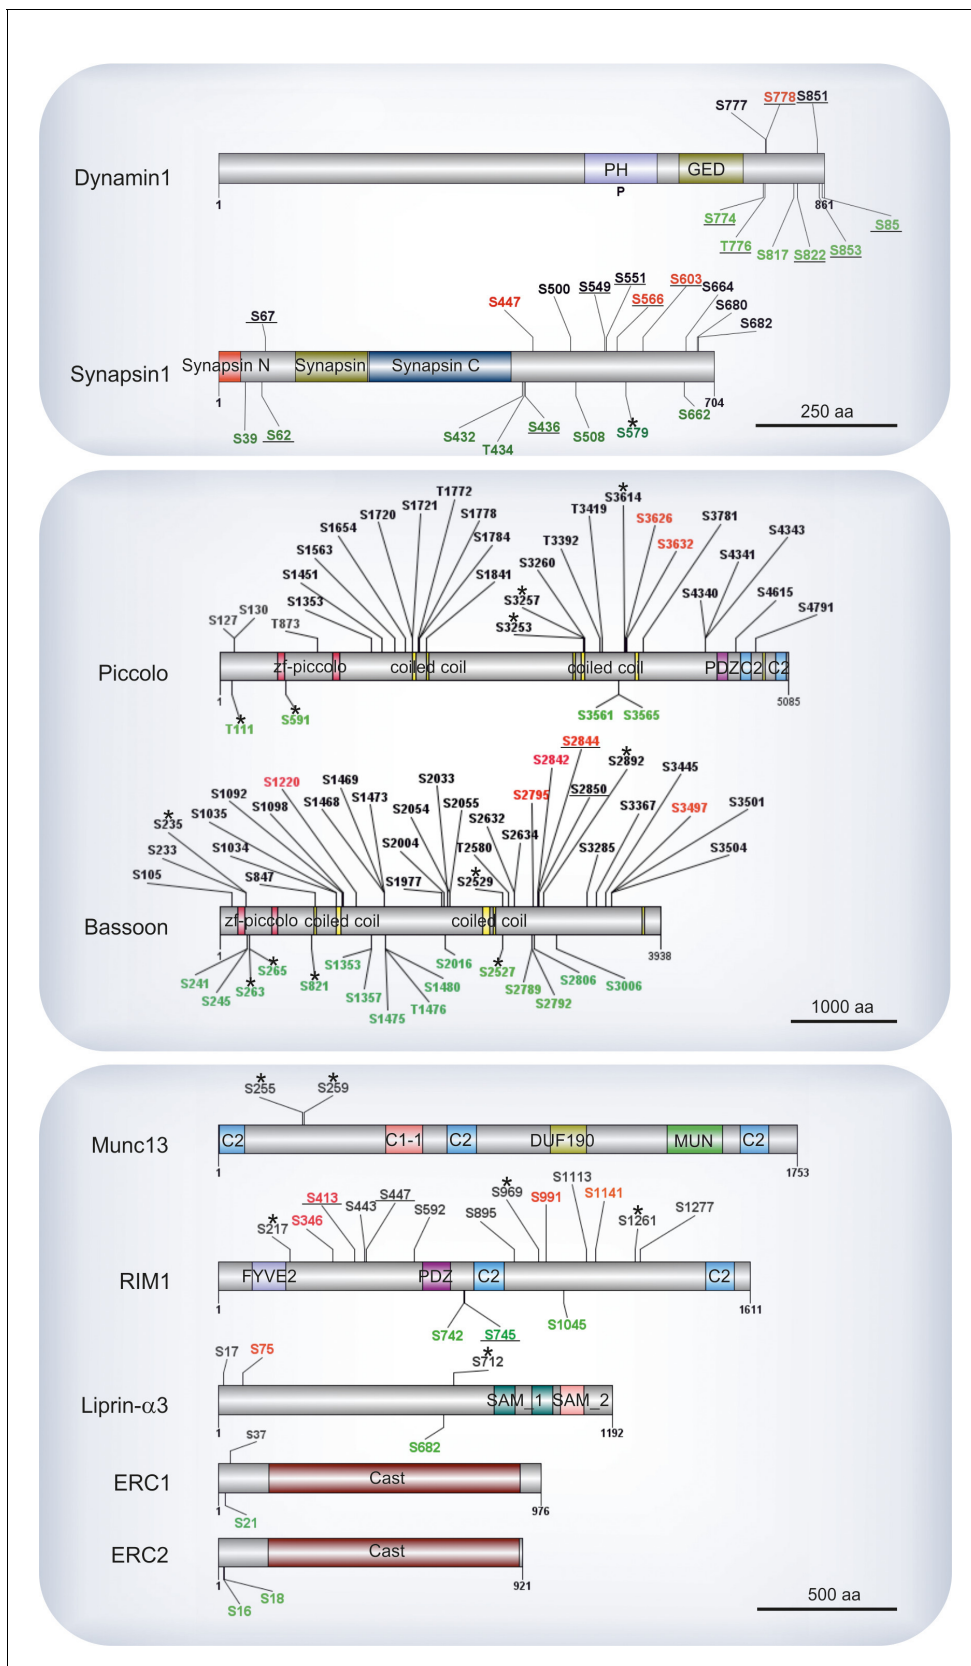 S778 S851
S777
Dynamin1
PH GED
P
1 861
S774 S85
T776 S817 S822 S853
S603
S551
S500 S549 S664
S67 S447 S566 S680
S682
Synapsin1
Synapsin N Synapsin Synapsin C
1 704
S39 S62 S432 S436 S508 * S662
T434 S579
250 aa
T1772 *
S1721 S3614
S1720 T3419 S3626 S3781
S1654 S1778 S4343
S1563 S1784 T3392 S3632 S4341
S1451 S1841 S3260
S1353 * S3257 S4340 S4615
S130 S4791
S127 T873 * S3253
Piccolo
zf-piccolo coiled coil coiled coil PDZ C2 C2
1 5085
* T111 * S591 S3561 S3565
S2844
S2842 * S2892
S1469 S2033 S3445
S1092 S1220 S1473 S2055 S2795 S2850 S3501
S1098 S1468 S2054 S2632 S3367 S3497
* S1035
S235 S2634
S233 S1034 S2004 T2580 S3285 S3504
S105 S847 S1977 * S2529
Bassoon
zf-piccolo coiled coil coiled coil
1 3938
S241 * S265 S1353 S2016 * S2527
S245 * S263 * S821 S1480 S2806 S3006
S1357 T1476 S2789
S1475 S2792
1000 aa
* *
S255 S259
Munc13
C2 C1-1 C2 DUF190 MUN C2
1 1753
* S1113
S413 S447 S969 S991 S1141 *
* S443 S592 S895 S1261 S1277
S217 S346
RIM1
FYVE2 PDZ C2 C2
1 1611
S742 S745 S1045
*
S17 S75 S712
Liprin-α3
SAM_1 SAM_2
1 1192
S682
S37
ERC1
Cast
1 976
S21
ERC2
Cast
1 921
S16 S18
500 aa